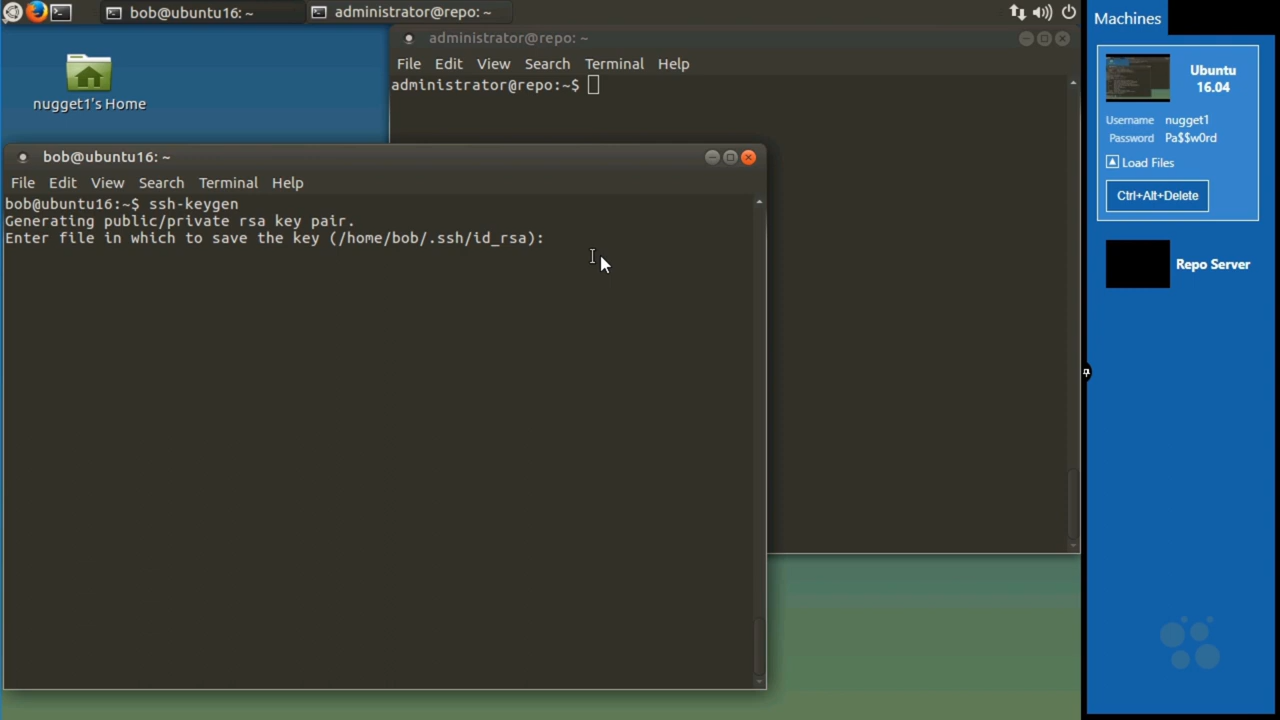 bob@ubuntu16: ~
administrator@repo: ~
Machines
nugget1's Home
administrator@repo: ~
File Edit View Search Terminal Help
administrator@repo:~$
bob@ubuntu16: ~
File Edit View Search Terminal Help
bob@ubuntu16:~$ ssh-keygen
Generating public/private rsa key pair.
Enter file in which to save the key (/home/bob/.ssh/id_rsa):
Ubuntu
16.04
Username nugget1
Password Pa$$w0rd
Load Files
Ctrl+Alt+Delete
Repo Server